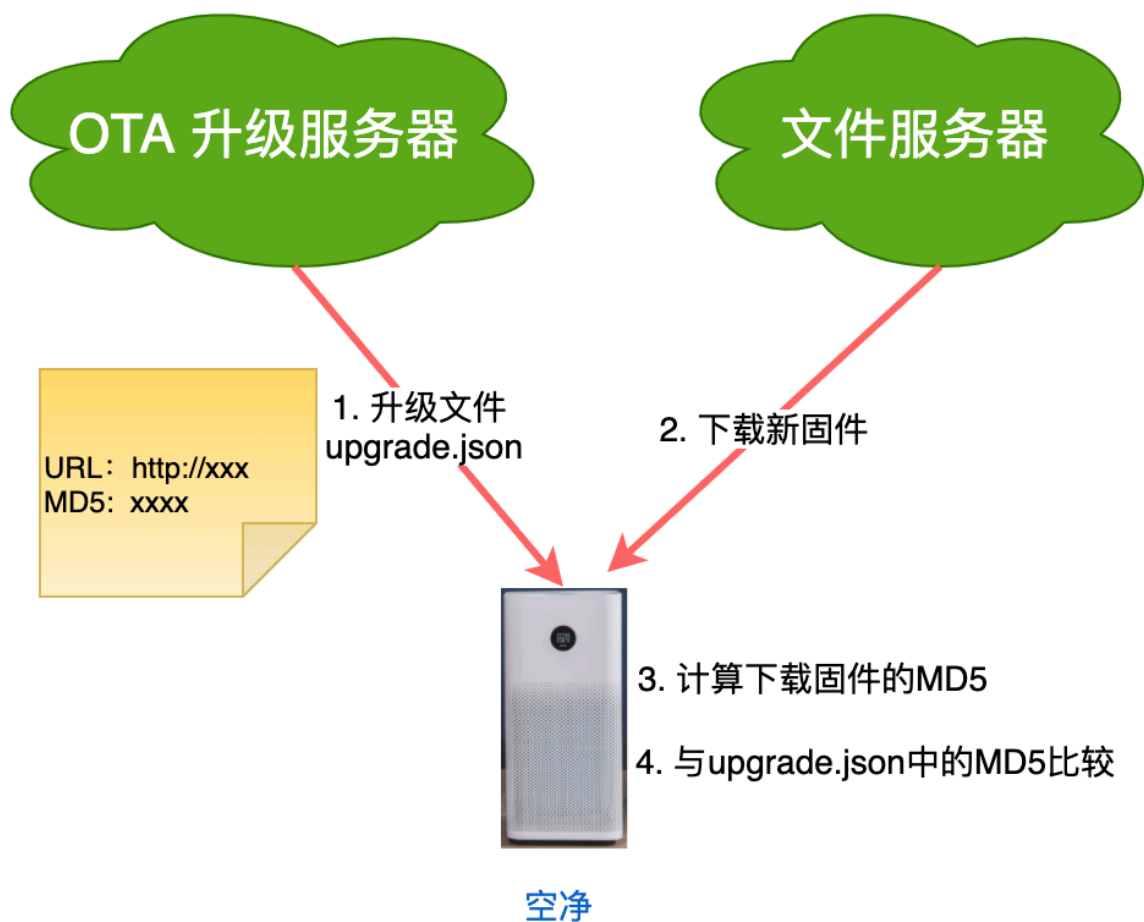 OTA 升级服务器
文件服务器
URL：http://xxx
MD5：xxxx
1. 升级文件
upgrade.json
2. 下载新固件
3. 计算下载固件的MD5
4. 与upgrade.json中的MD5比较
空净